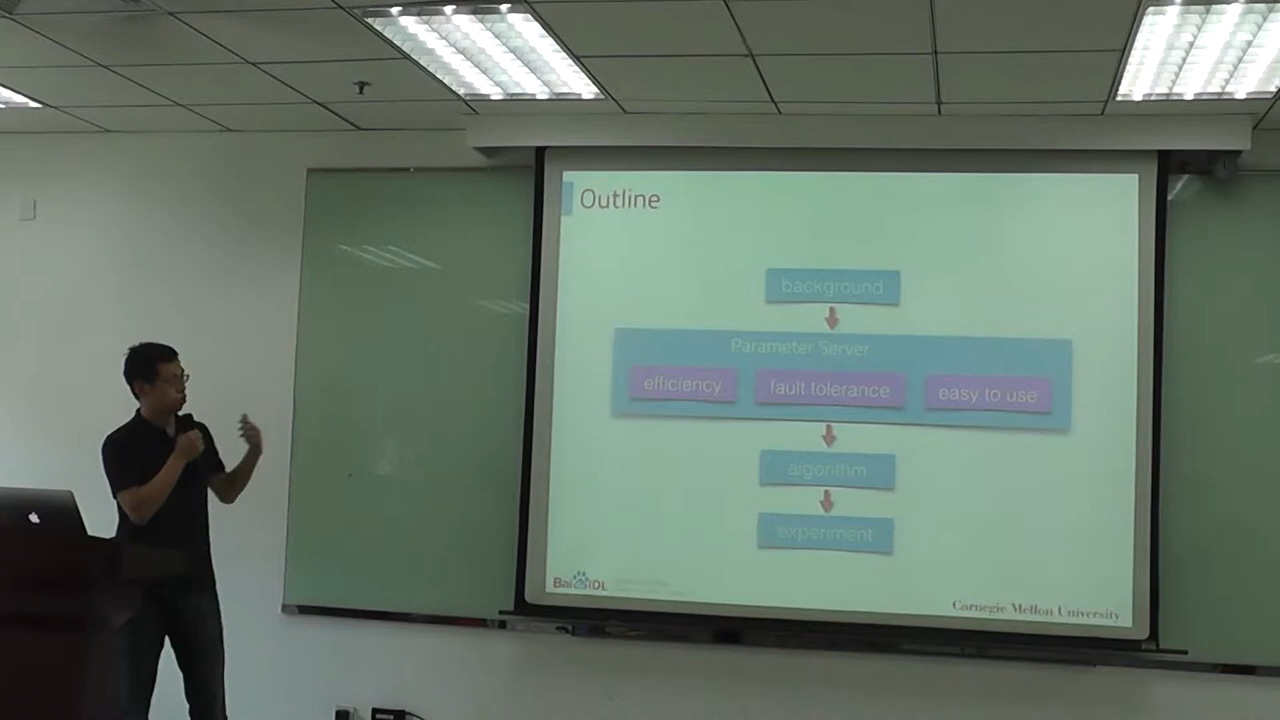 Outline
background
Parameter Server
efficiency
fault tolerance
easy to use
algorithm
experiment
Bai IDL
Carnegie Mellon University